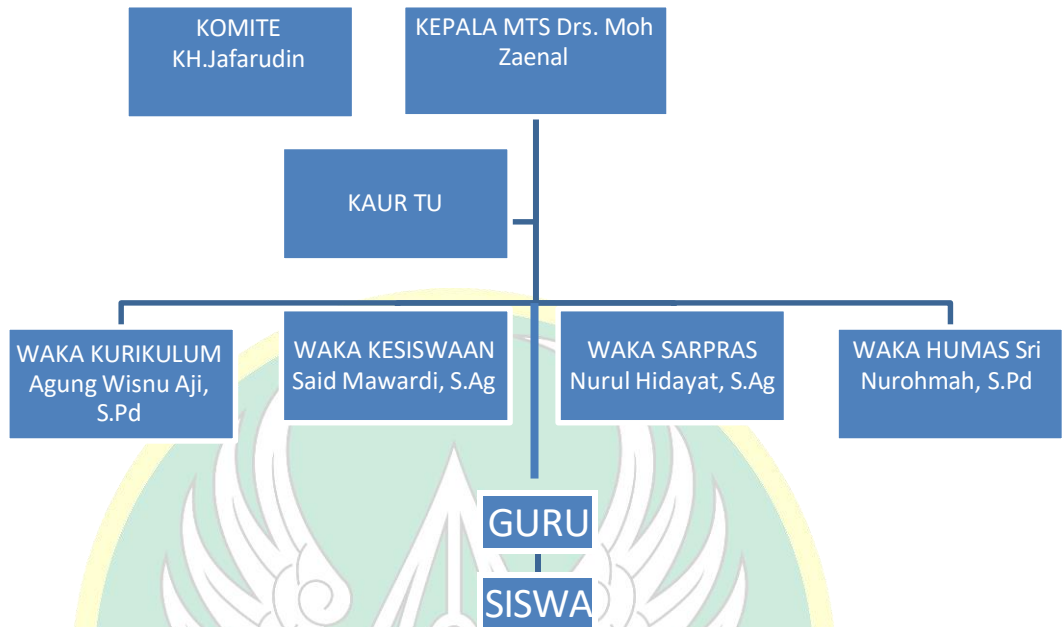 KOMITE
KH.Jafarudin
KEPALA MTS Drs. Moh
Zaenal
KAUR TU
WAKA KURIKULUM
Agung Wisnu Aji,
S.Pd
WAKA KESISWAAN
Said Mawardi, S.Ag
WAKA SARPRAS
Nurul Hidayat, S.Ag
WAKA HUMAS Sri
Nurohmah, S.Pd
GURU
SISWA